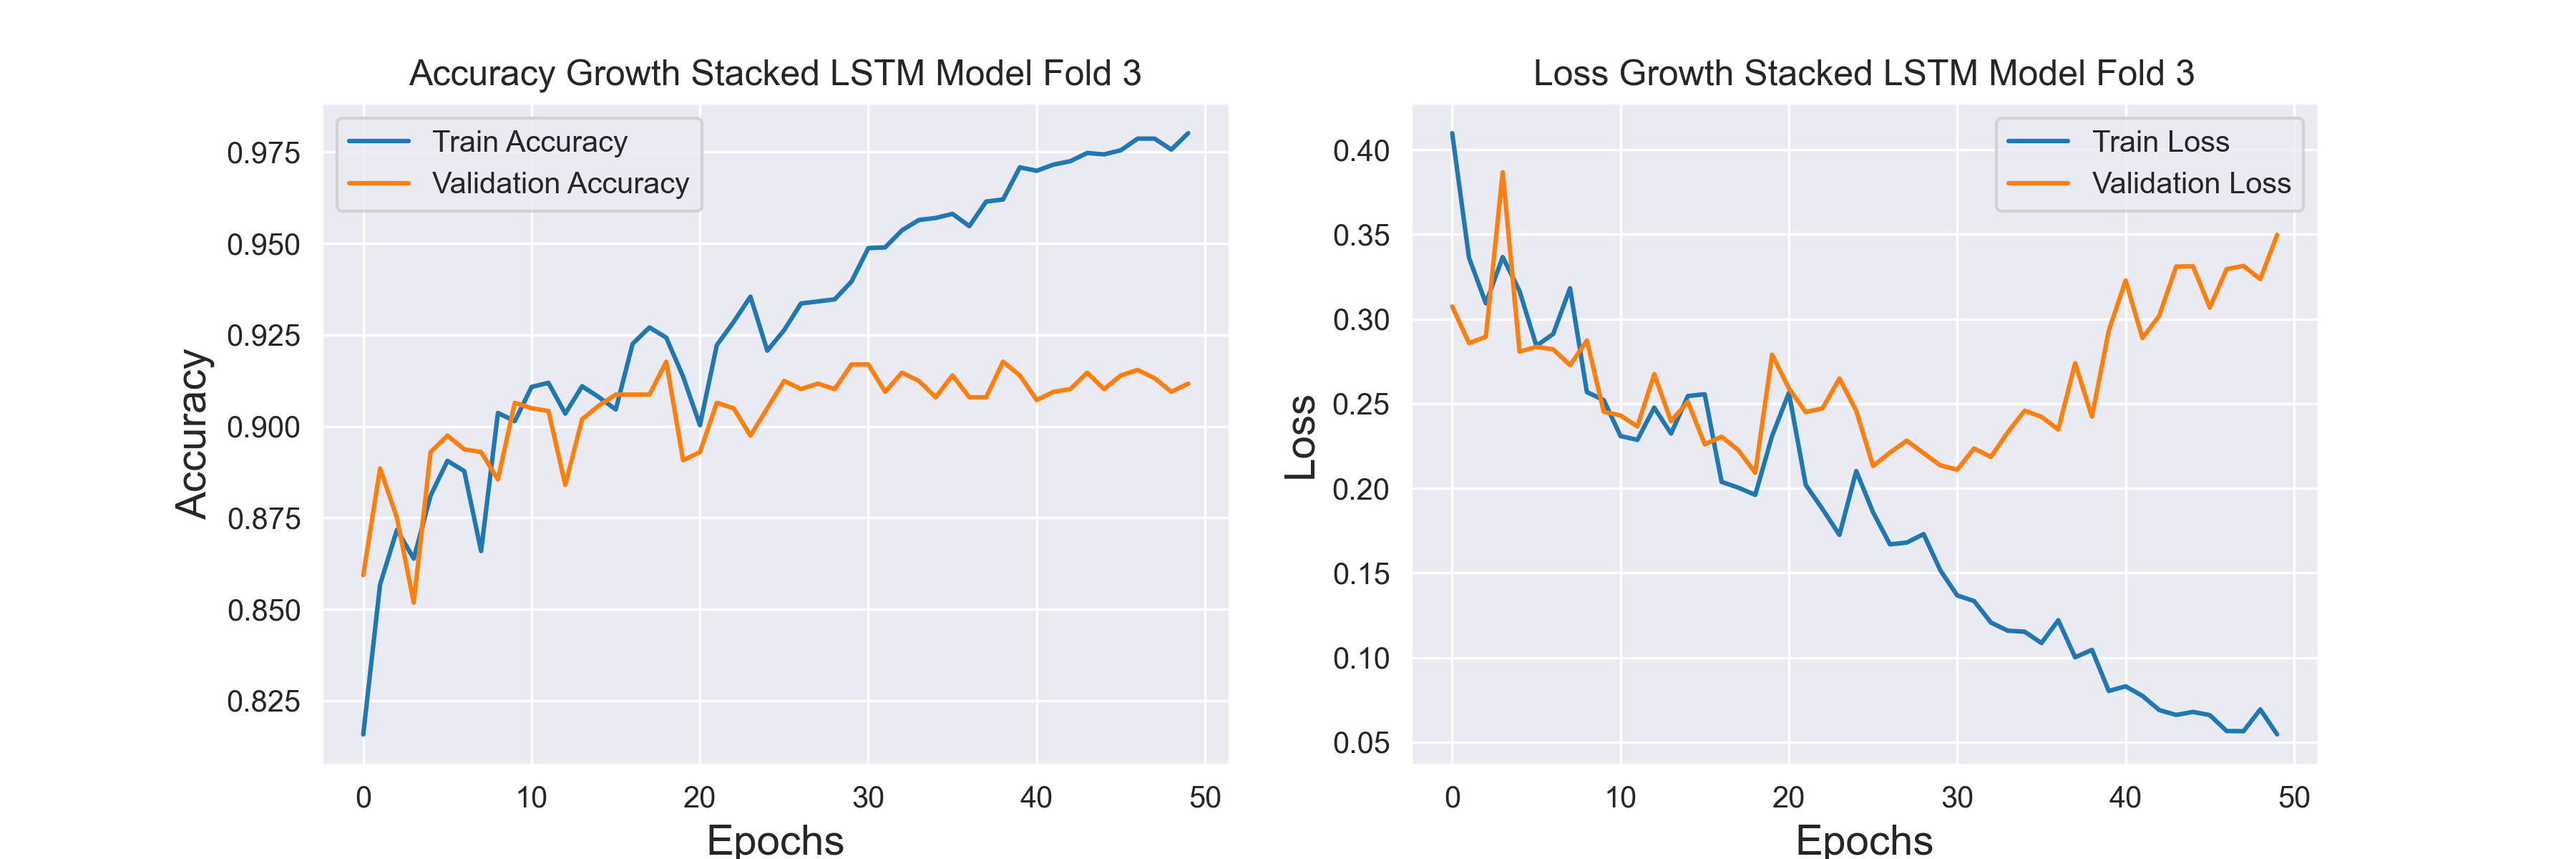 Accuracy Growth Stacked LSTM Model Fold 3
Train Accuracy
Validation Accuracy
0.975
0.950
0.925
0.900
0.875
0.850
0.825
Accuracy
0 10 20 30 40 50
Epochs
Loss Growth Stacked LSTM Model Fold 3
Train Loss
Validation Loss
0.40
0.35
0.30
0.25
0.20
0.15
0.10
0.05
Loss
0 10 20 30 40 50
Epochs